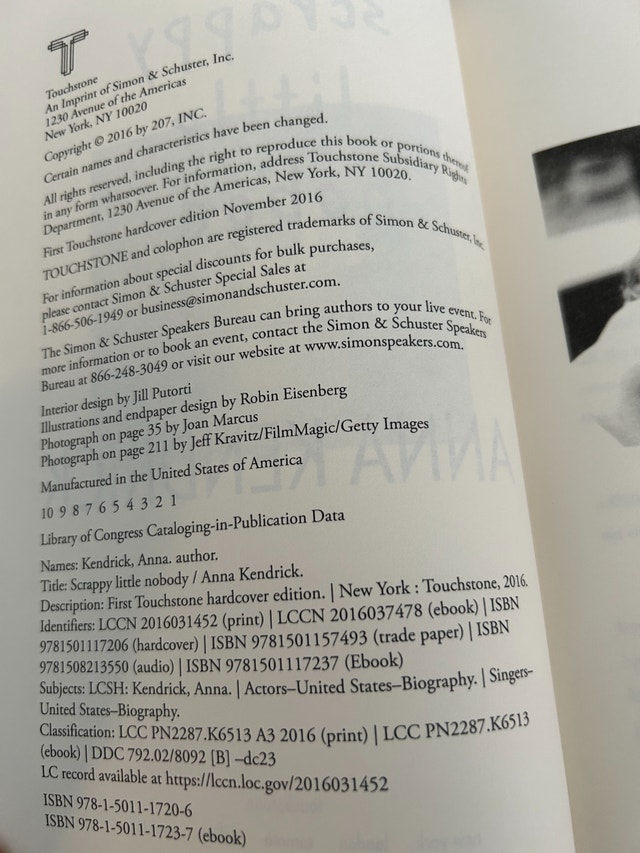 Touchstone
An Imprint of Simon & Schuster, Inc.
1230 Avenue of the Americas
New York, NY 10020
Copyright © 2016 by 207, INC.
Certain names and characteristics have been changed.
All rights reserved, including the right to reproduce this book or portions thereof
in any form whatsoever. For information, address Touchstone Subsidiary Rights
Department, 1230 Avenue of the Americas, New York, NY 10020.
First Touchstone hardcover edition November 2016
TOUCHSTONE and colophon are registered trademarks of Simon & Schuster, Inc.
For information about special discounts for bulk purchases,
please contact Simon & Schuster Special Sales at
1-866-506-1949 or business@simonandschuster.com.
The Simon & Schuster Speakers Bureau can bring authors to your live event. For
more information or to book an event, contact the Simon & Schuster Speakers
Bureau at 866-248-3049 or visit our website at www.simonspeakers.com.
Interior design by Jill Putorti
Illustrations and endpaper design by Robin Eisenberg
Photograph on page 35 by Joan Marcus
Photograph on page 211 by Jeff Kravitz/FilmMagic/Getty Images
Manufactured in the United States of America
10 9 8 7 6 5 4 3 2 1
Library of Congress Cataloging-in-Publication Data
Names: Kendrick, Anna. author.
Title: Scrappy little nobody / Anna Kendrick.
Description: First Touchstone hardcover edition. | New York : Touchstone, 2016.
Identifiers: LCCN 2016031452 (print) | LCCN 2016037478 (ebook) | ISBN
9781501117206 (hardcover) | ISBN 9781501157493 (trade paper) | ISBN
9781508213550 (audio) | ISBN 9781501117237 (Ebook)
Subjects: LCSH: Kendrick, Anna. | Actors–United States–Biography. | Singers–
United States–Biography.
Classification: LCC PN2287.K6513 A3 2016 (print) | LCC PN2287.K6513
(ebook) | DDC 792.02/8092 [B] –dc23
LC record available at https://lccn.loc.gov/2016031452
ISBN 978-1-5011-1720-6
ISBN 978-1-5011-1723-7 (ebook)